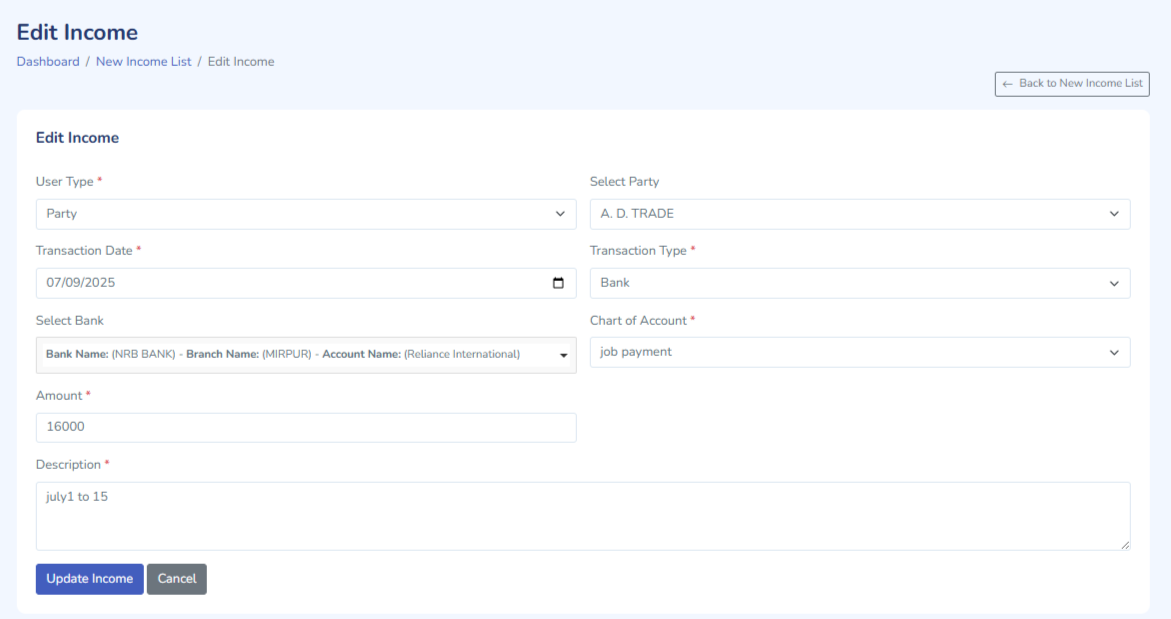 Edit Income
Dashboard / New Income List / Edit Income
← Back to New Income List
Edit Income
User Type *
Select Party
Party
A. D. TRADE
Transaction Date *
Transaction Type *
07/09/2025
Bank
Select Bank
Chart of Account *
Bank Name: (NRB BANK) - Branch Name: (MIRPUR) - Account Name: (Reliance International)
job payment
Amount *
16000
Description *
july1 to 15
Update Income
Cancel